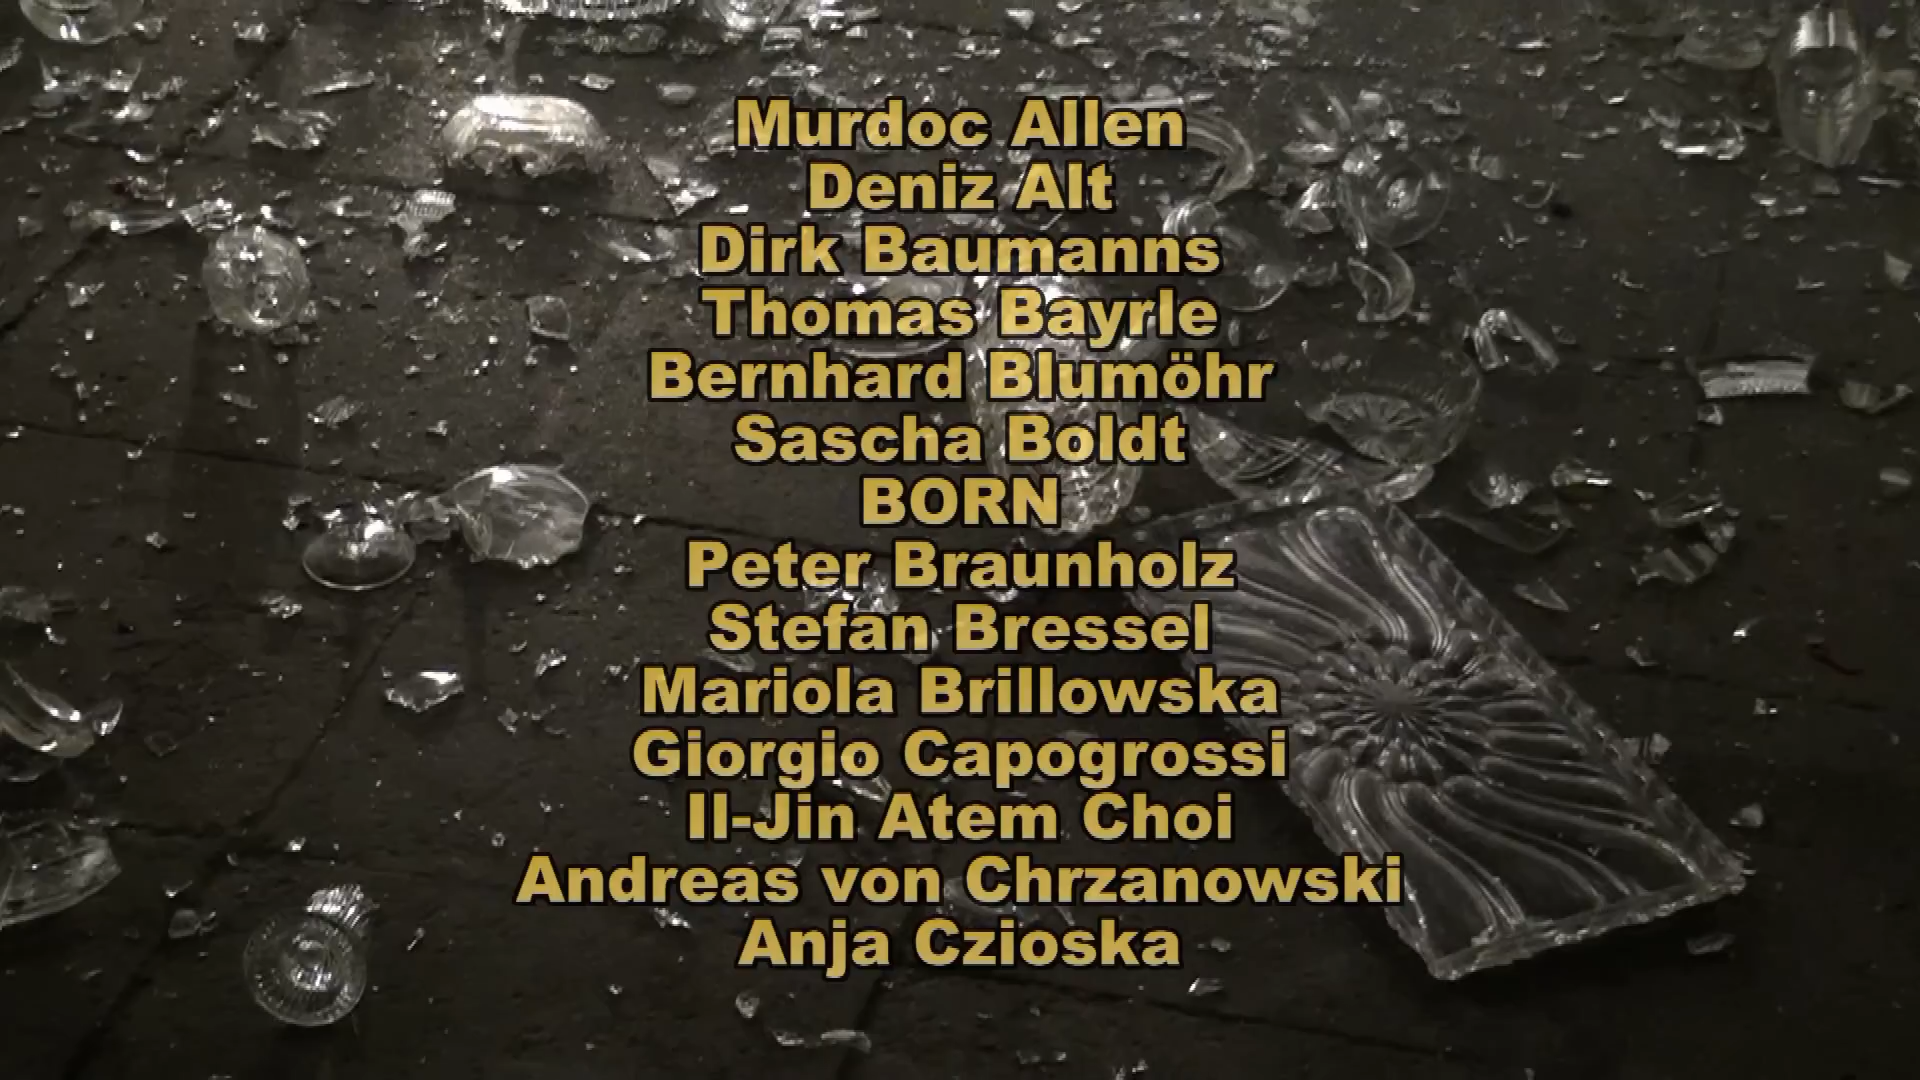 Murdoc Allen
Deniz Alt
Dirk Baumanns
Thomas Bayrle
Bernhard Blumöhr
Sascha Boldt
BORN
Peter Braunholz
Stefan Bressel
Mariola Brillowska
Giorgio Capogrossi
Il-Jin Atem Choi
Andreas von Chrzanowski
Anja Czioska